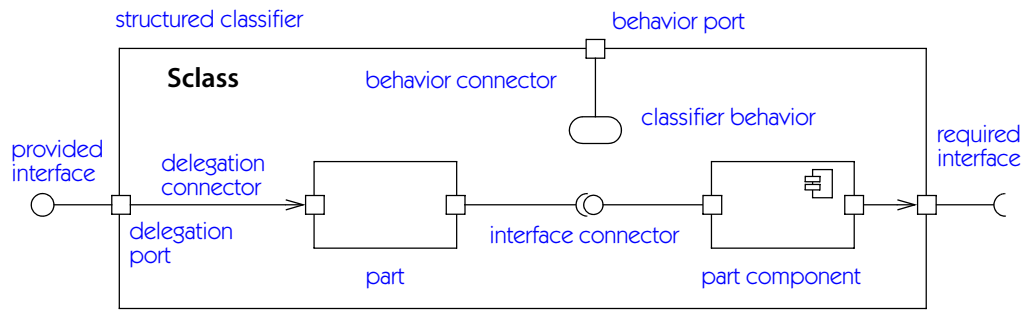 structured classifier
behavior port
Sclass
behavior connector
classifier behavior
provided
interface
delegation
connector
required
interface
delegation
port
interface connector
part
part component